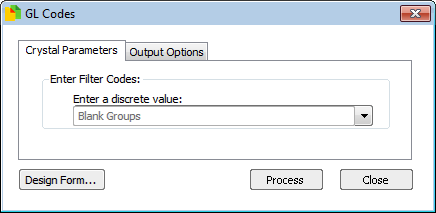 GL Codes
Crystal Parameters
Output Options
Enter Filter Codes:
Enter a discrete value:
Blank Groups
Design Form...
Process
Close